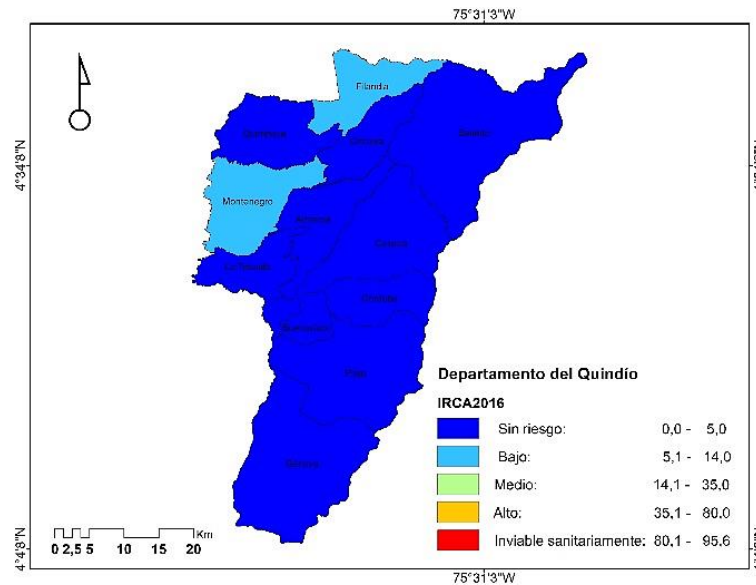 75°31'3"W
Filandia
Quimbaya
Circasia
Salento
4°34'8"N
Montenegro
Armenia
Calarcá
La Tebaida
Córdoba
Buenavista
Pijao
Génova
Departamento del Quindío
IRCA2016
Sin riesgo: 0,0 - 5,0
Bajo: 5,1 - 14,0
Medio: 14,1 - 35,0
Alto: 35,1 - 80.0
Inviable sanitariamente: 80,1 - 95.6
Km
0 2,5 5 10 15 20
4°4'8"N
75°31'3"W